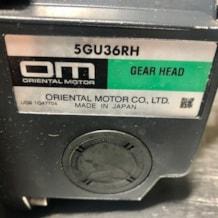 5GU36RH
OM
ORIENTAL MOTOR
GEAR HEAD
ORIENTAL MOTOR CO., LTD.
MADE IN JAPAN